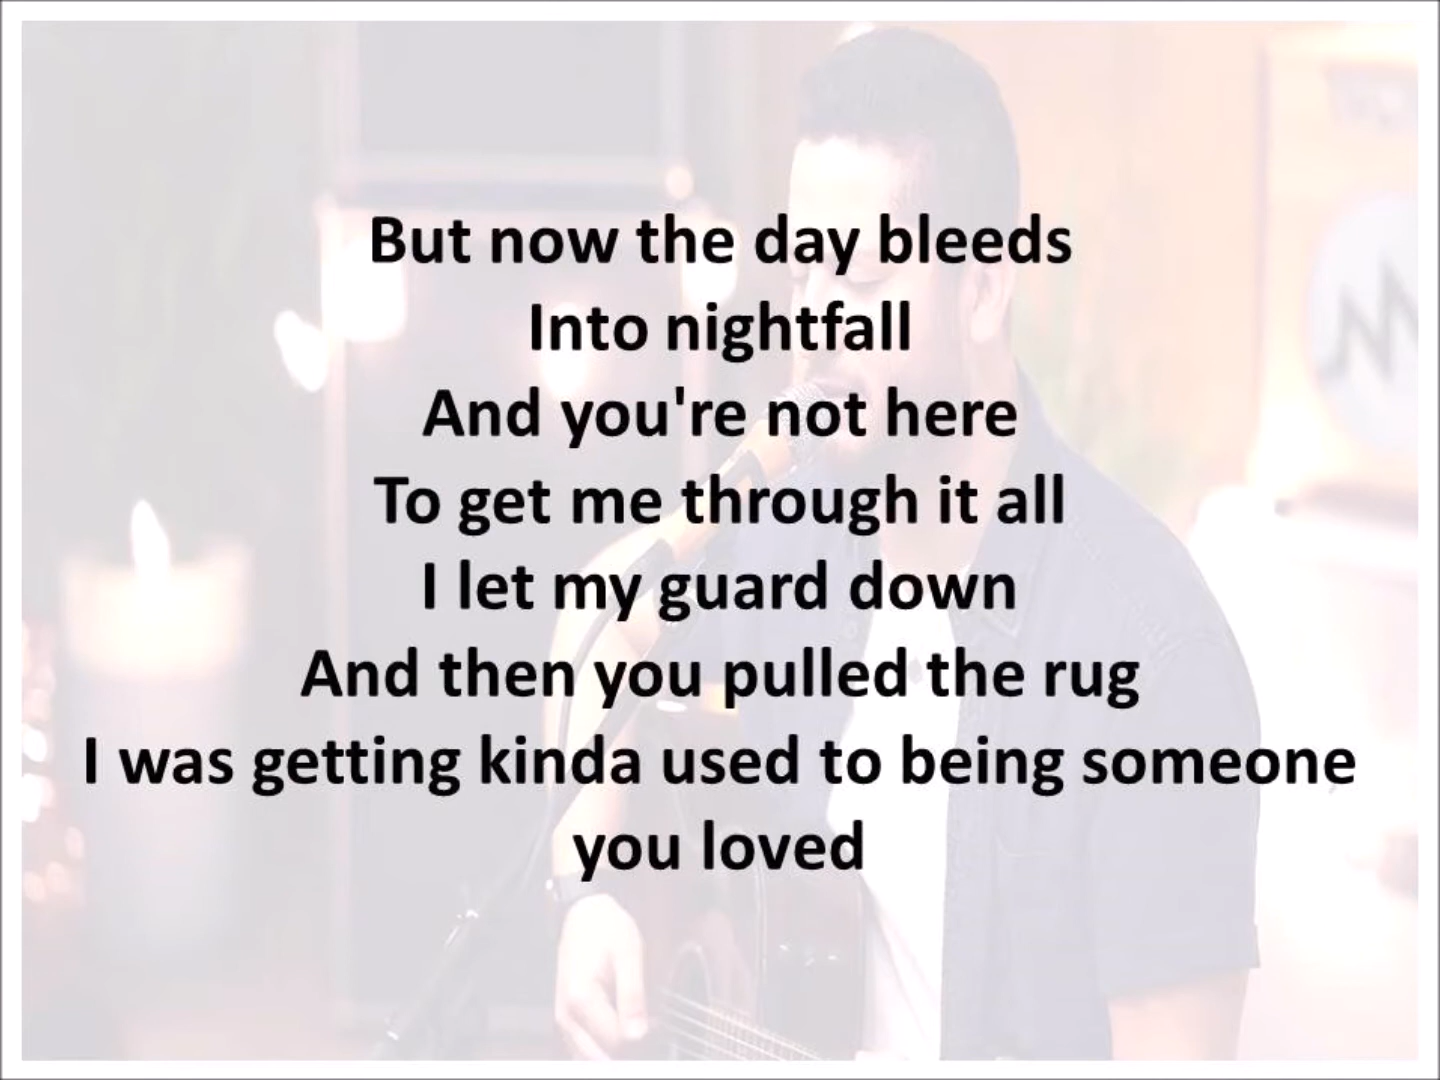 But now the day bleeds
Into nightfall
And you're not here
To get me through it all
I let my guard down
And then you pulled the rug
I was getting kinda used to being someone
you loved